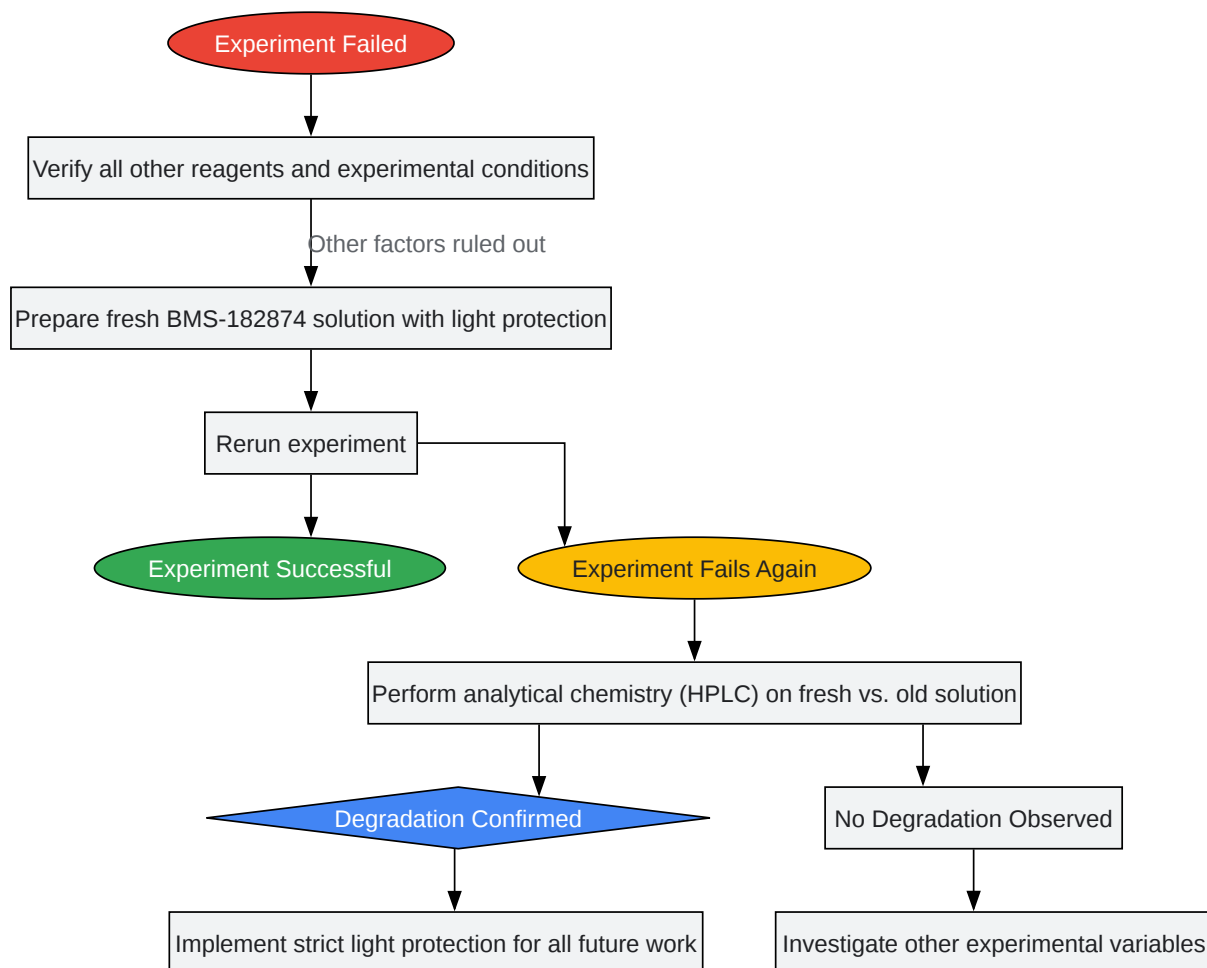 Experiment Failed
Verify all other reagents and experimental conditions
Other factors ruled out
Prepare fresh BMS-182874 solution with light protection
Rerun experiment
Experiment Successful
Experiment Fails Again
Perform analytical chemistry (HPLC) on fresh vs. old solution
Degradation Confirmed
No Degradation Observed
Implement strict light protection for all future work
Investigate other experimental variables